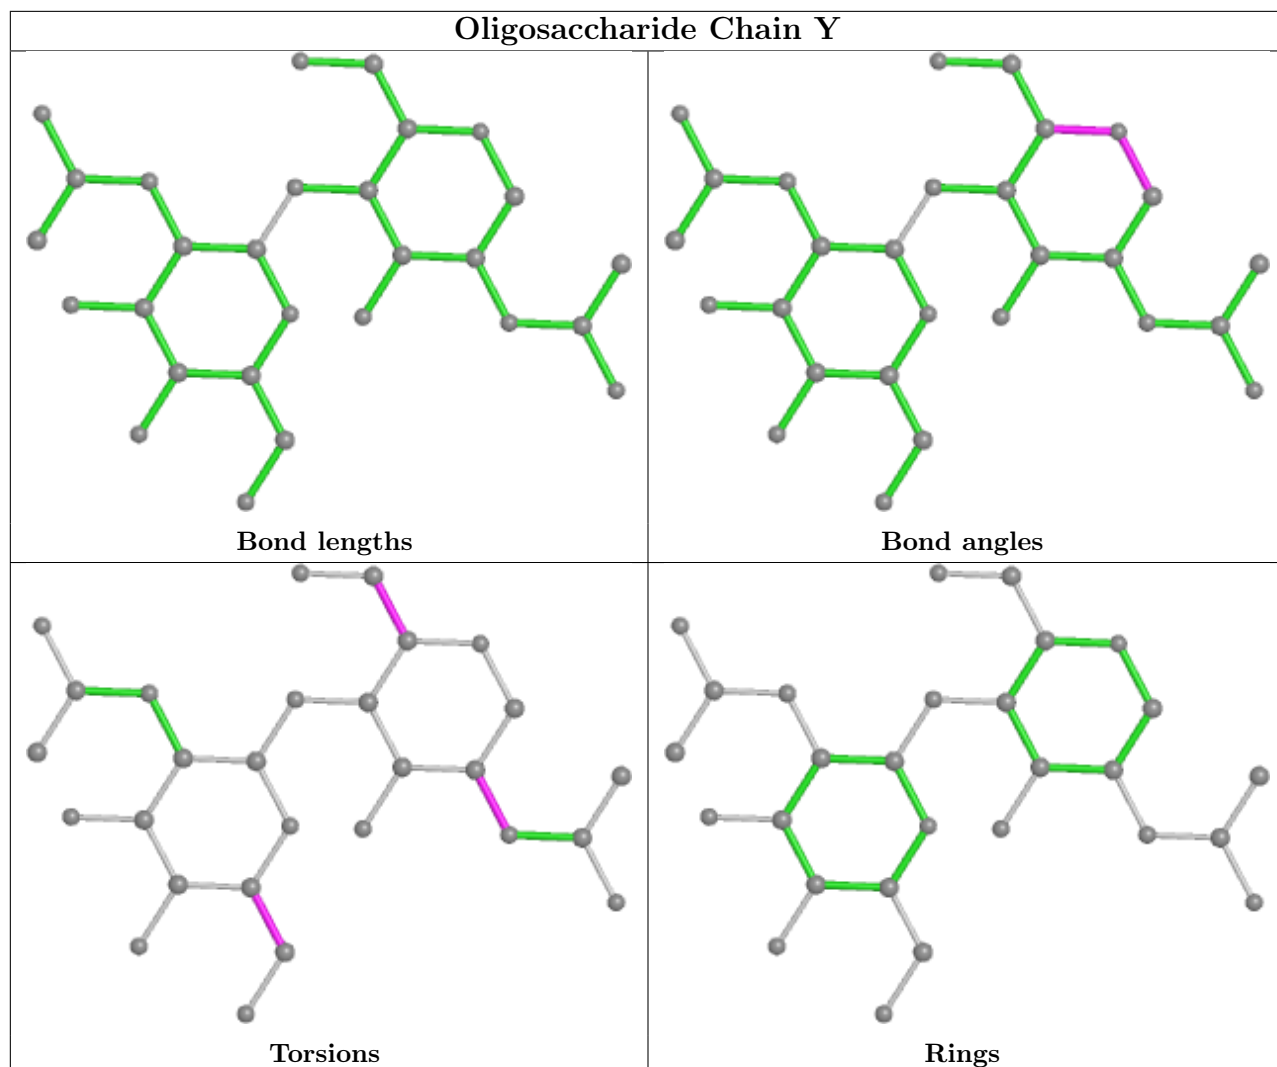 Oligosaccharide Chain Y
Bond lengths
Bond angles
Torsions
Rings